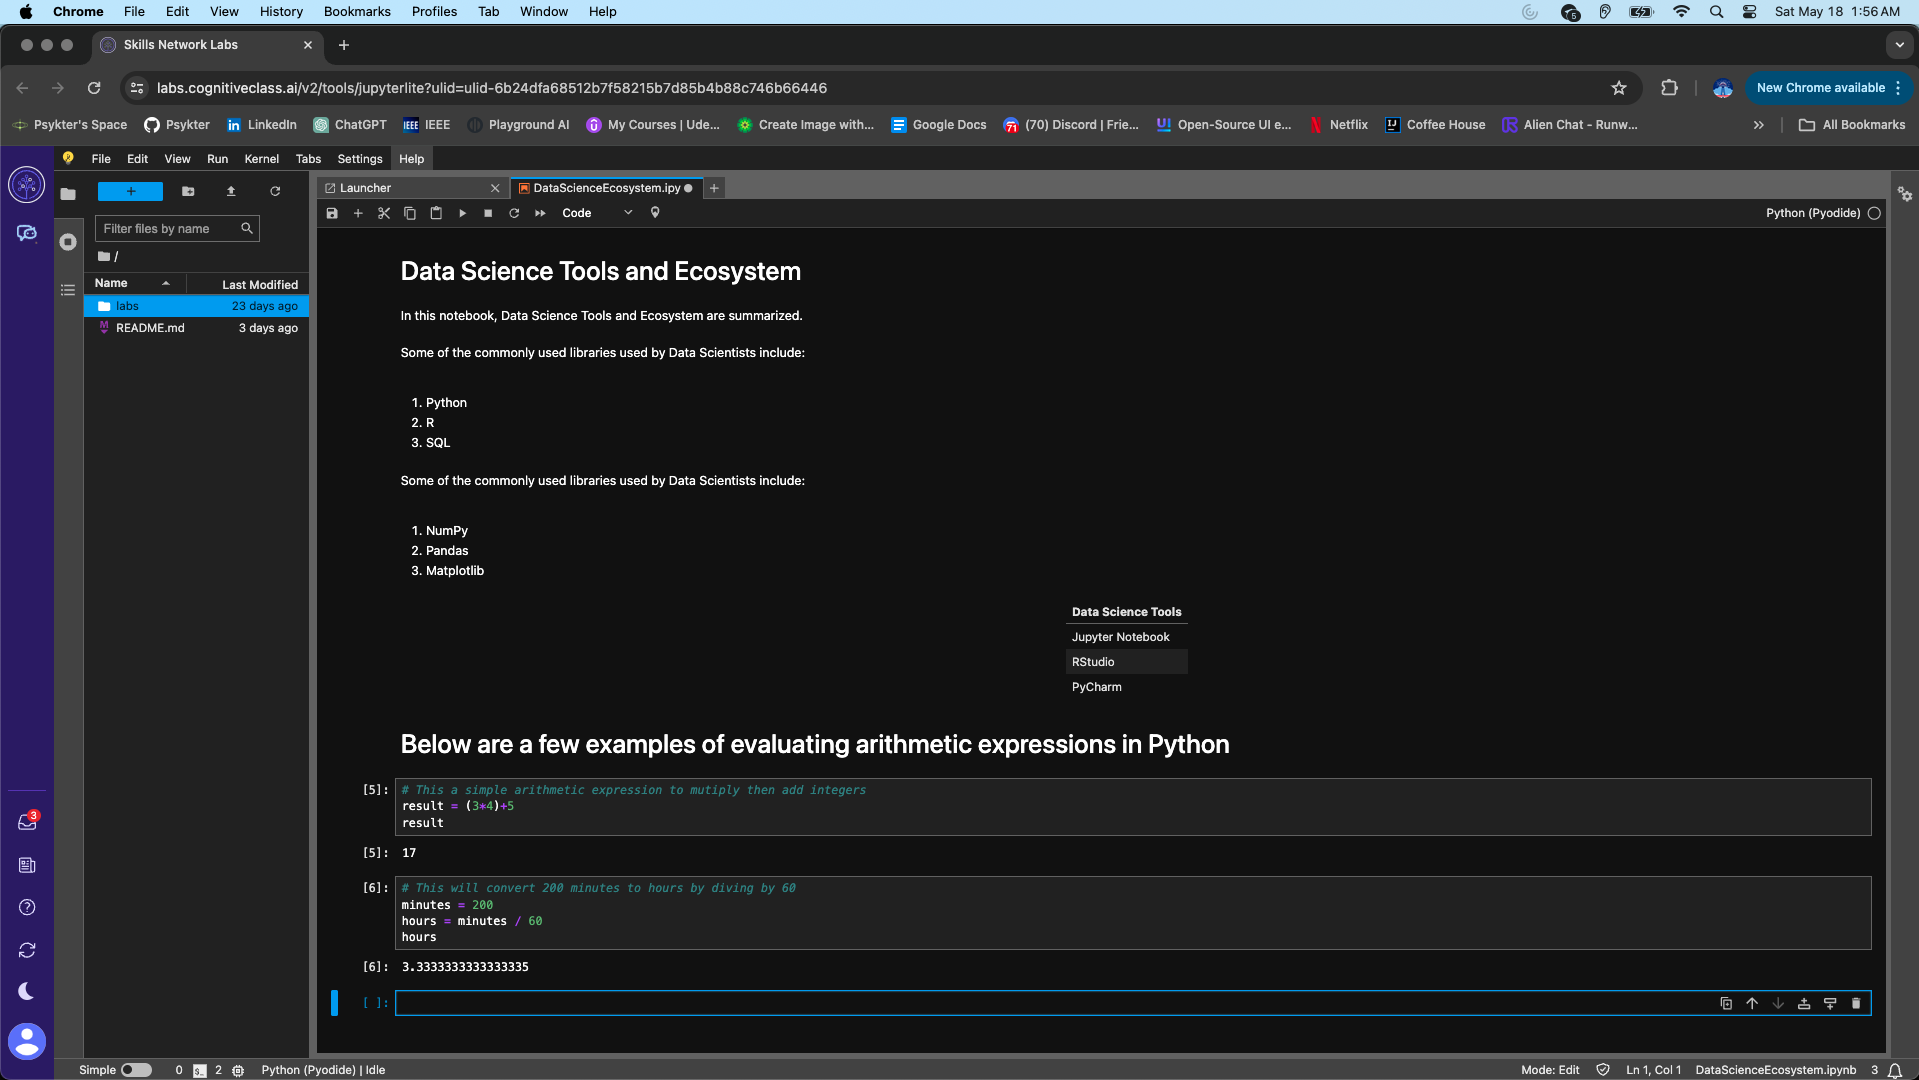 Chrome File Edit View History Bookmarks Profiles Tab Window Help 5 Sat May 18 1:56 AM
Skills Network Labs
labs.cognitiveclass.ai/v2/tools/jupyterlite?ulid=ulid-6b24dfa68512b7f58215b7d85b4b88c746b66446 New Chrome available
Psykter's Space Psykter LinkedIn ChatGPT IEEE IEEE Playground AI My Courses | Ude... Create Image with... Google Docs 71 (70) Discord | Frie... Open-Source UI e... Netflix Coffee House Alien Chat - Runw... All Bookmarks
File Edit View Run Kernel Tabs Settings Help
Launcher DataScienceEcosystem.ipy
Code Python (Pyodide)
Filter files by name
/
Name Last Modified
labs 23 days ago
README.md 3 days ago
Data Science Tools and Ecosystem
In this notebook, Data Science Tools and Ecosystem are summarized.
Some of the commonly used libraries used by Data Scientists include:
1. Python
2. R
3. SQL
Some of the commonly used libraries used by Data Scientists include:
1. NumPy
2. Pandas
3. Matplotlib
Data Science Tools
Jupyter Notebook
RStudio
PyCharm
Below are a few examples of evaluating arithmetic expressions in Python
[5]: # This a simple arithmetic expression to mutiply then add integers
result = (3*4)+5
result
[5]: 17
[6]: # This will convert 200 minutes to hours by diving by 60
minutes = 200
hours = minutes / 60
hours
[6]: 3.3333333333333335
[ ]:
3
Simple 0 2 Python (Pyodide) | Idle Mode: Edit Ln 1, Col 1 DataScienceEcosystem.ipynb 3